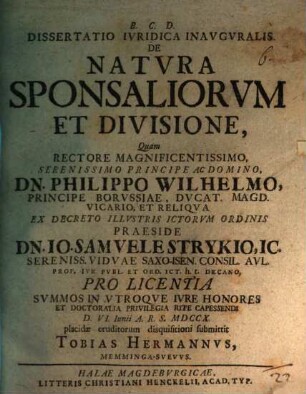 B. C. D.
DISSERTATIO IVRIDICA INAVGVRALIS.
DE
NATVRA
SPONSALIORVM
ET DIVISIONE,
Quam
RECTORE MAGNIFICENTISSIMO,
SERENISSIMO PRINCIPE AC DOMINO,
DN. PHILIPPO WILHELMO,
PRINCIPE BORVSSIAE, DVCAT. MAGD.
VICARIO, ET RELIQVA
EX DECRETO ILLVSTRIS ICTORVM ORDINIS
PRAESIDE
DN. IO. SAMVELE STRYKIO, IC.
SERENISS. VIDVAE SAXO-ISEN. CONSIL. AVL.
PROF. IVR. PVBL. ET ORD. ICT. h. t. DECANO,
PRO LICENTIA
SVMMOS IN VTROQVE IVRE HONORES
ET DOCTORATIA PRIVILEGIA RITE CAPESSENDI
D. VI. Iunii A. R. S. MDCCX.
placidae eruditorum disquisitioni submittit
TOBIAS HERMANNVS,
MEMMINGA-SVEVVS.
HALAE MAGDEBVRGICAE,
LITTERIS CHRISTIANI HENCKELII, ACAD. TYP.